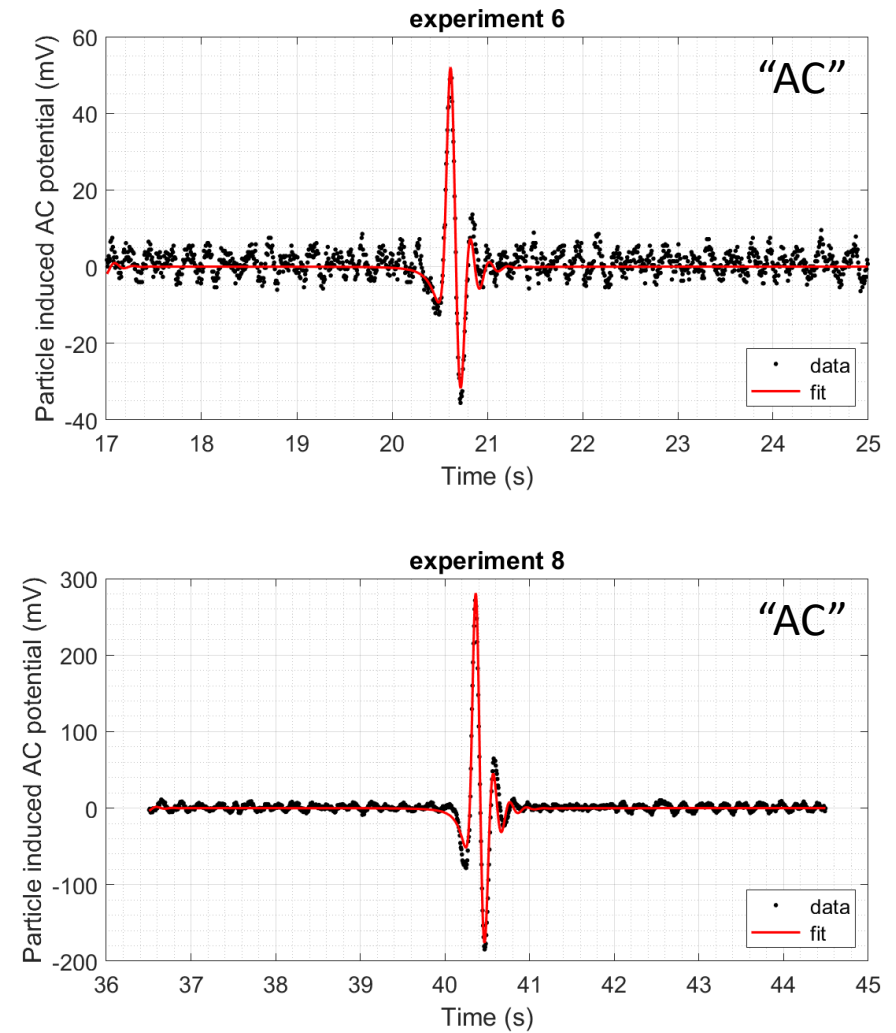 experiment 6
Particle induced AC potential (mV)
60
40
20
0
-20
-40
“AC”
data
fit
17 18 19 20 21 22 23 24 25
Time (s)
experiment 8
Particle induced AC potential (mV)
300
200
100
0
-100
-200
“AC”
data
fit
36 37 38 39 40 41 42 43 44 45
Time (s)